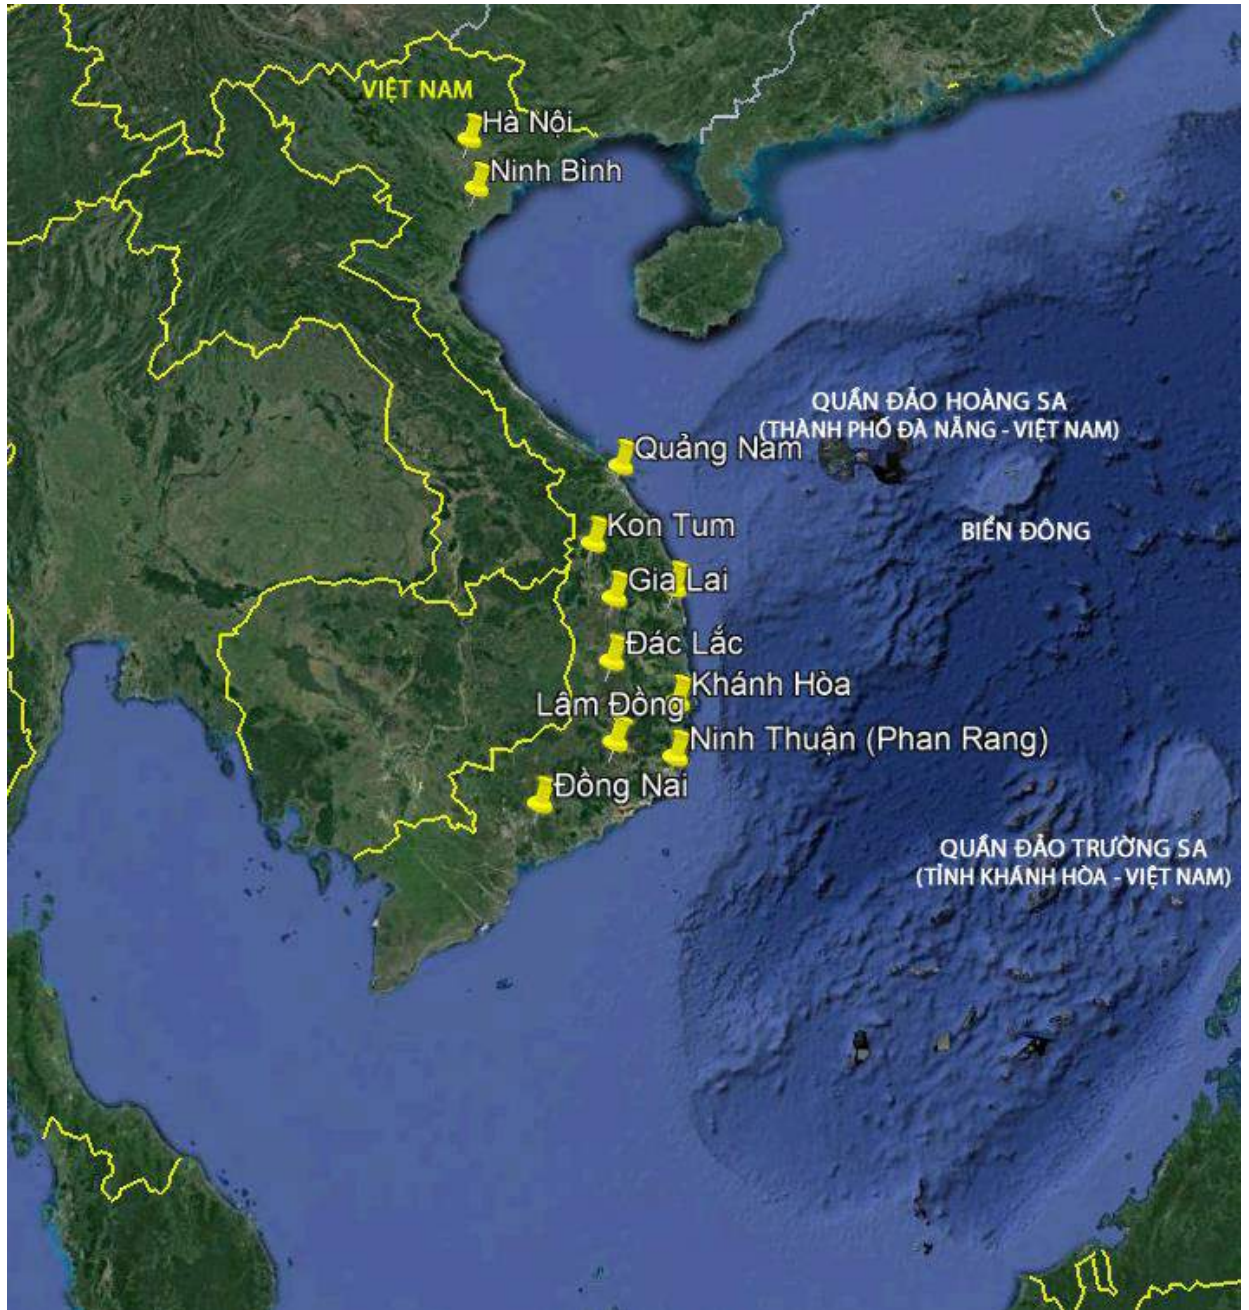 VIỆT NAM
Hà Nội
Ninh Bình
QUẦN ĐẢO HOÀNG SA
(THÀNH PHỐ ĐÀ NẴNG - VIỆT NAM)
Quảng Nam
Kon Tum
BIỂN ĐÔNG
Gia Lai
Đác Lắc
Khánh Hòa
Lâm Đồng
Ninh Thuận (Phan Rang)
Đồng Nai
QUẦN ĐẢO TRƯỜNG SA
(TỈNH KHÁNH HÒA - VIỆT NAM)